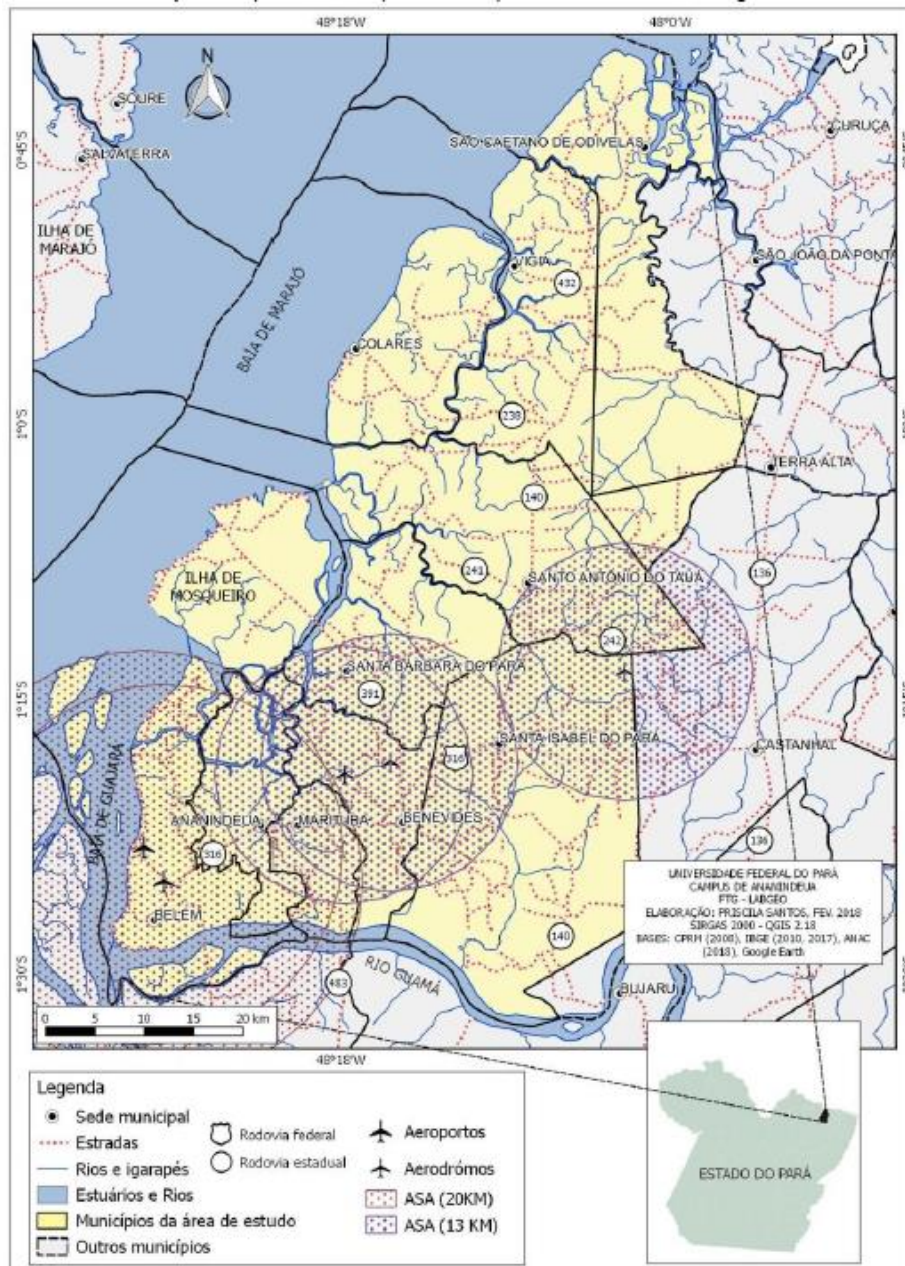 48°18'W
48°0'W
N
SOURE
SALVATERRA
ILHA DE
MARAJÓ
BAÍA DE MARAJÓ
SÃO CAETANO DE ODIVELAS
CURUÇA
SÃO JOÃO DA PONTA
VIGIA
432
COLARES
238
TERRA ALTA
140
241
136
ILHA DE
MOSQUEIRO
SANTO ANTÔNIO DO TAUÁ
242
SANTA BÁRBARA DO PARÁ
391
SANTA ISABEL DO PARÁ
316
CASTANHAL
BAÍA DE GUAJARÁ
ANANINDEUA
MARITUBA
BENEVIDES
316
136
BELÉM
140
RIO GUAMÁ
483
BUJARU
0°45'S
1°0'S
1°15'S
1°30'S
UNIVERSIDADE FEDERAL DO PARÁ
CAMPUS DE ANANINDEUA
FTG - LABGEO
ELABORAÇÃO: PRISCILA SANTOS, FEV. 2018
SIRGAS 2000 - QGIS 2.18
BASES: CPRM (2008), IBGE (2010, 2017), ANAC
(2018), Google Earth
0 5 10 15 20 km
48°18'W
Legenda
Sede municipal
Estradas
Rios e igarapés
Estuários e Rios
Municípios da área de estudo
Outros municípios
Rodovia federal
Rodovia estadual
Aeroportos
Aerodrómos
ASA (20KM)
ASA (13 KM)
ESTADO DO PARÁ